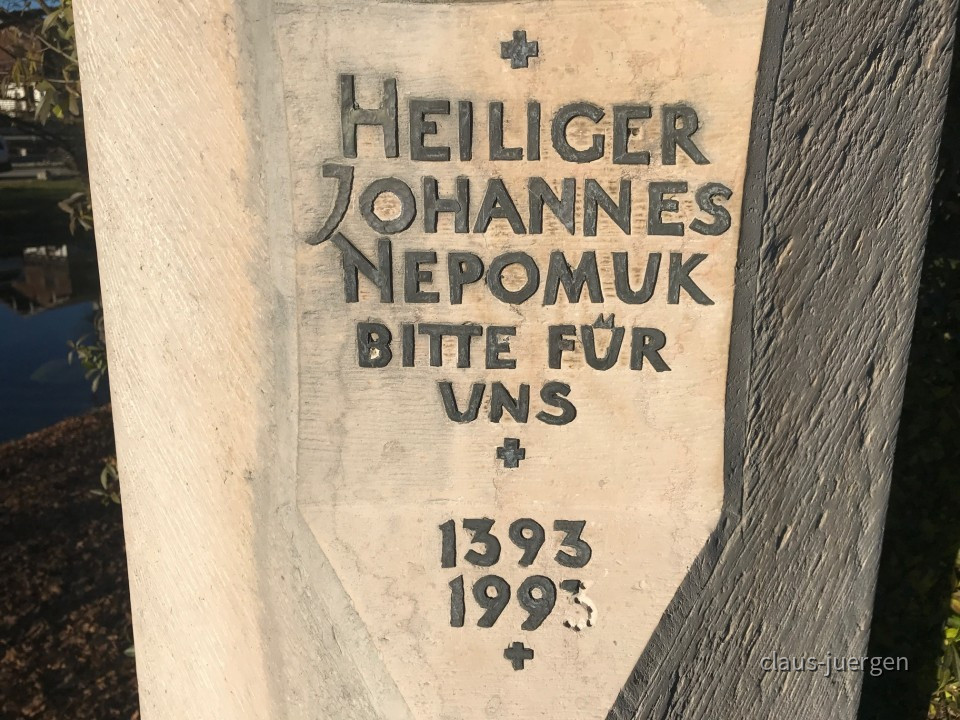 HEILIGER
JOHANNES
NEPOMUK
BITTE FÜR
UNS
1393
1993
claus-juergen